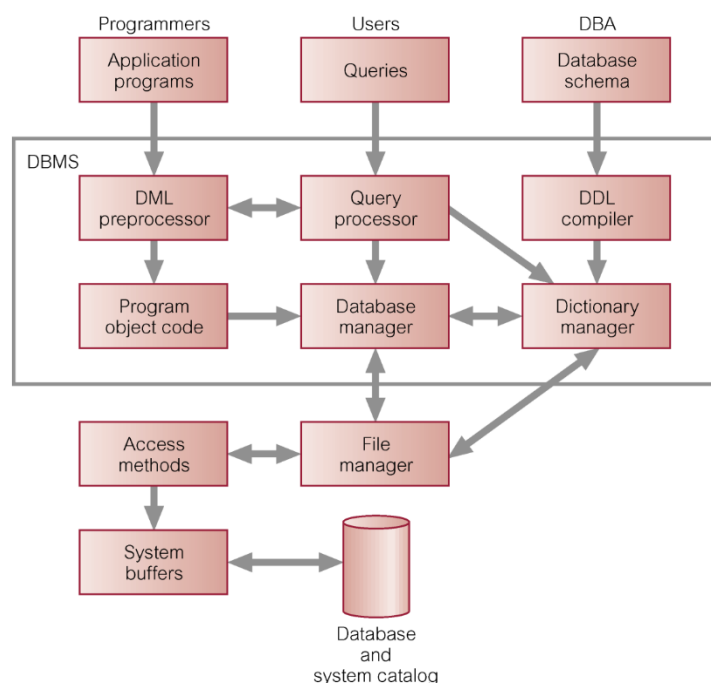 Programmers
Users
DBA
Application
programs
Queries
Database
schema
DBMS
DML
preprocessor
Query
processor
DDL
compiler
Program
object code
Database
manager
Dictionary
manager
Access
methods
File
manager
System
buffers
Database
and
system catalog